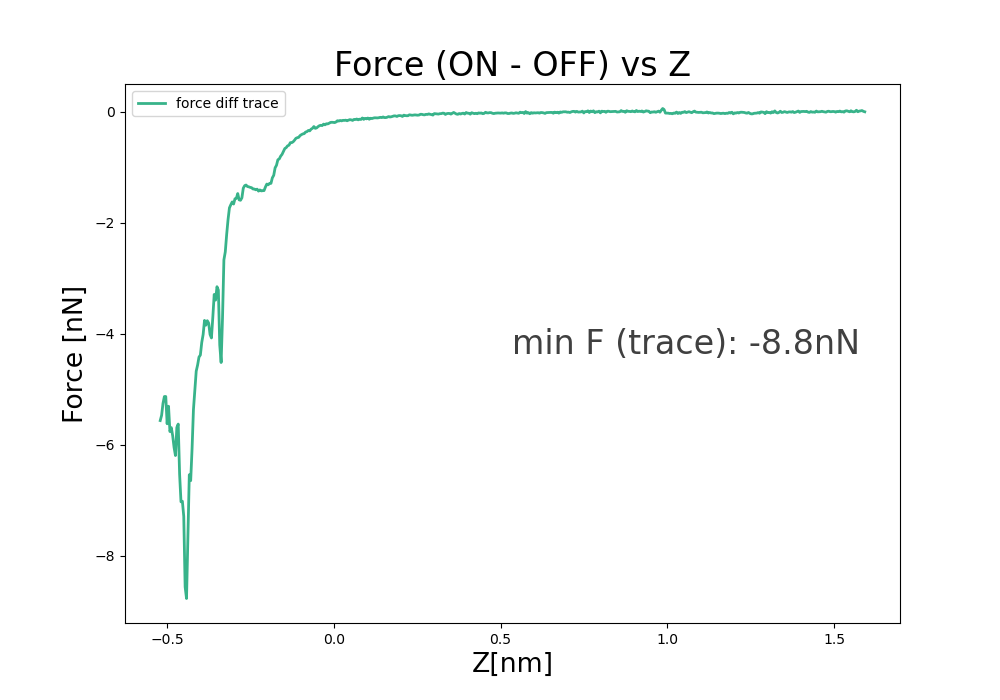 Force (ON - OFF) vs Z
force diff trace
0
−2
−4
−6
−8
Force [nN]
min F (trace): -8.8nN
−0.5
0.0
0.5
1.0
1.5
Z[nm]